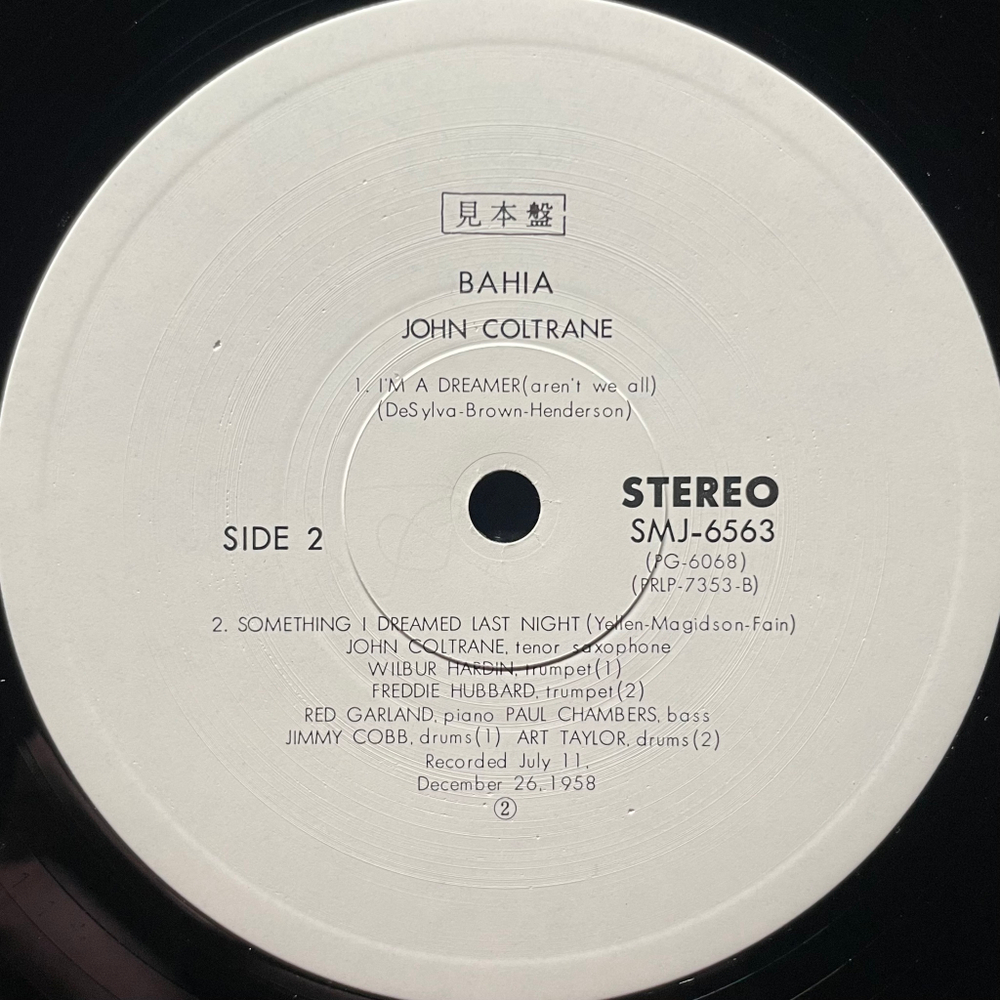 見本盤
BAHIA
JOHN COLTRANE
1. I'M A DREAMER(aren't we all)
(DeSylva-Brown-Henderson)
STEREO
SMJ-6563
(PG-6068)
(PRLP-7353-B)
SIDE 2
2. SOMETHING I DREAMED LAST NIGHT (Yellen-Magidson-Fain)
JOHN COLTRANE, tenor saxophone
WILBUR HARDIN, trumpet(1)
FREDDIE HUBBARD, trumpet(2)
RED GARLAND, piano PAUL CHAMBERS, bass
JIMMY COBB, drums(1) ART TAYLOR, drums(2)
Recorded July 11,
December 26, 1958
②